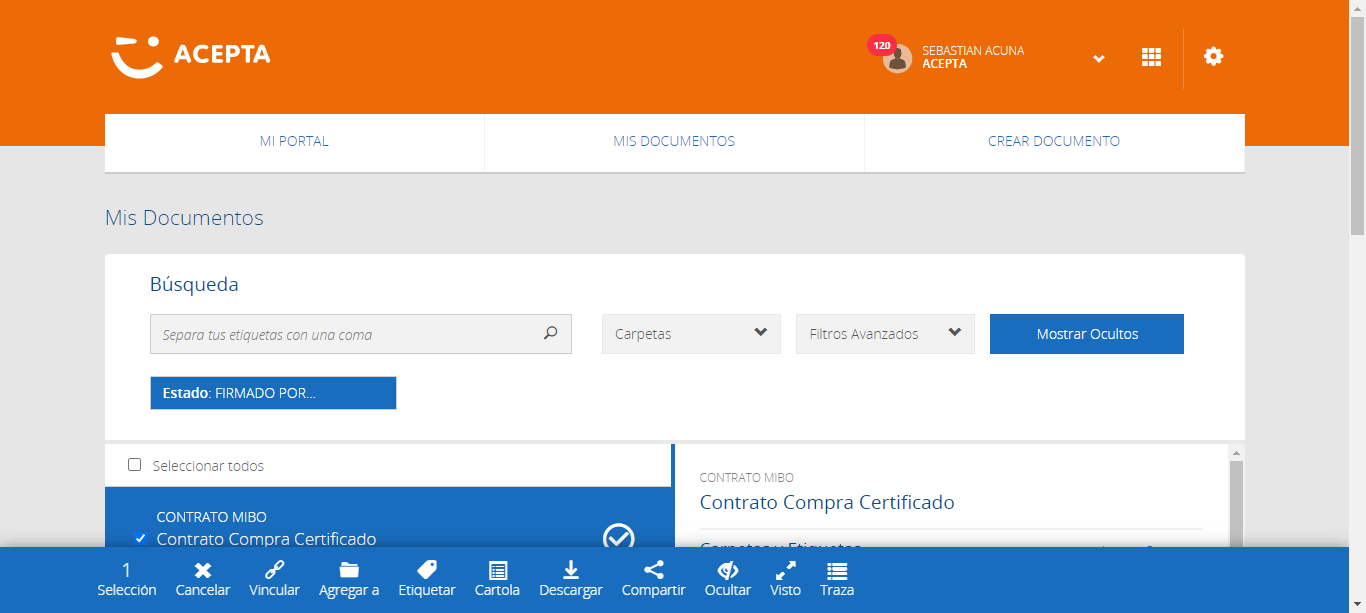 ACEPTA
120
SEBASTIAN ACUNA
ACEPTA
MI PORTAL
MIS DOCUMENTOS
CREAR DOCUMENTO
Mis Documentos
Búsqueda
Separa tus etiquetas con una coma
Carpetas
Filtros Avanzados
Mostrar Ocultos
Estado: FIRMADO POR...
Seleccionar todos
CONTRATO MIBO
Contrato Compra Certificado
CONTRATO MIBO
Contrato Compra Certificado
Carpetas y Etiquetas
1
Selección
Cancelar
Vincular
Agregar a
Etiquetar
Cartola
Descargar
Compartir
Ocultar
Visto
Traza